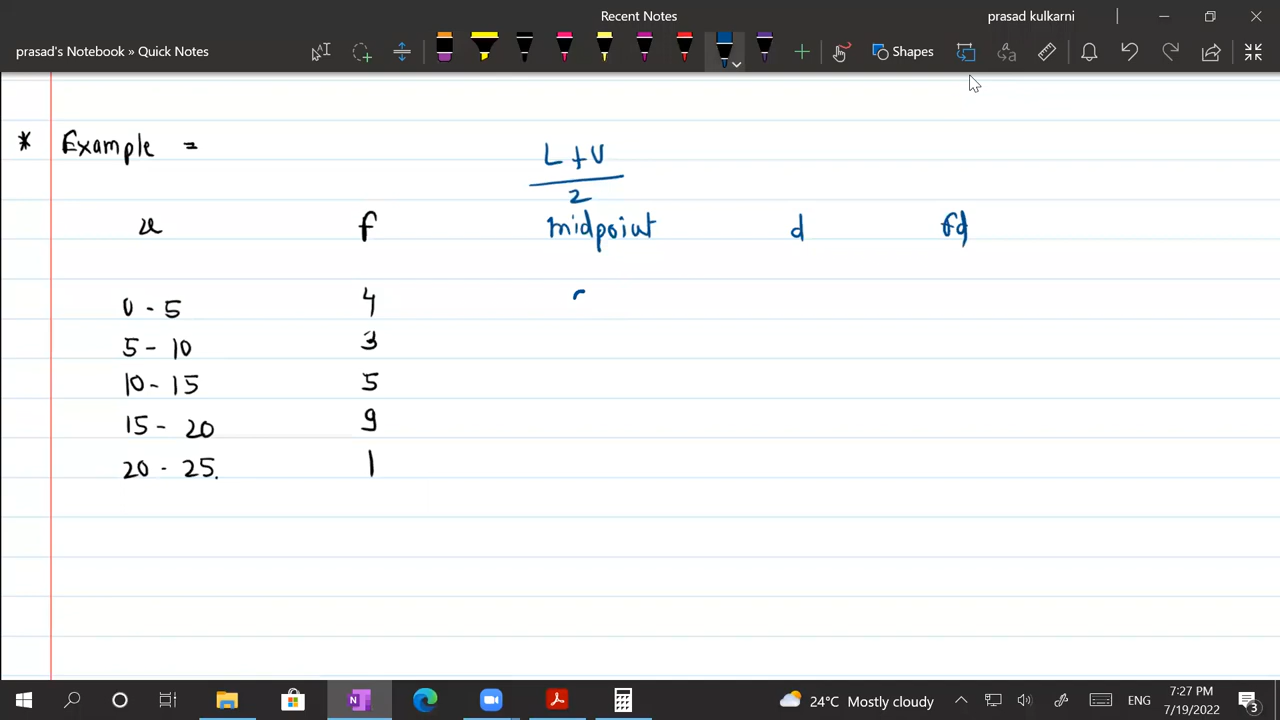 Recent Notes
prasad kulkarni
prasad's Notebook » Quick Notes
Shapes
* Example =
L + U
2
x f midpoint d fd
0 - 5 4
5 - 10 3
10 - 15 5
15 - 20 9
20 - 25. 1
24°C Mostly cloudy
ENG
7:27 PM
7/19/2022
3